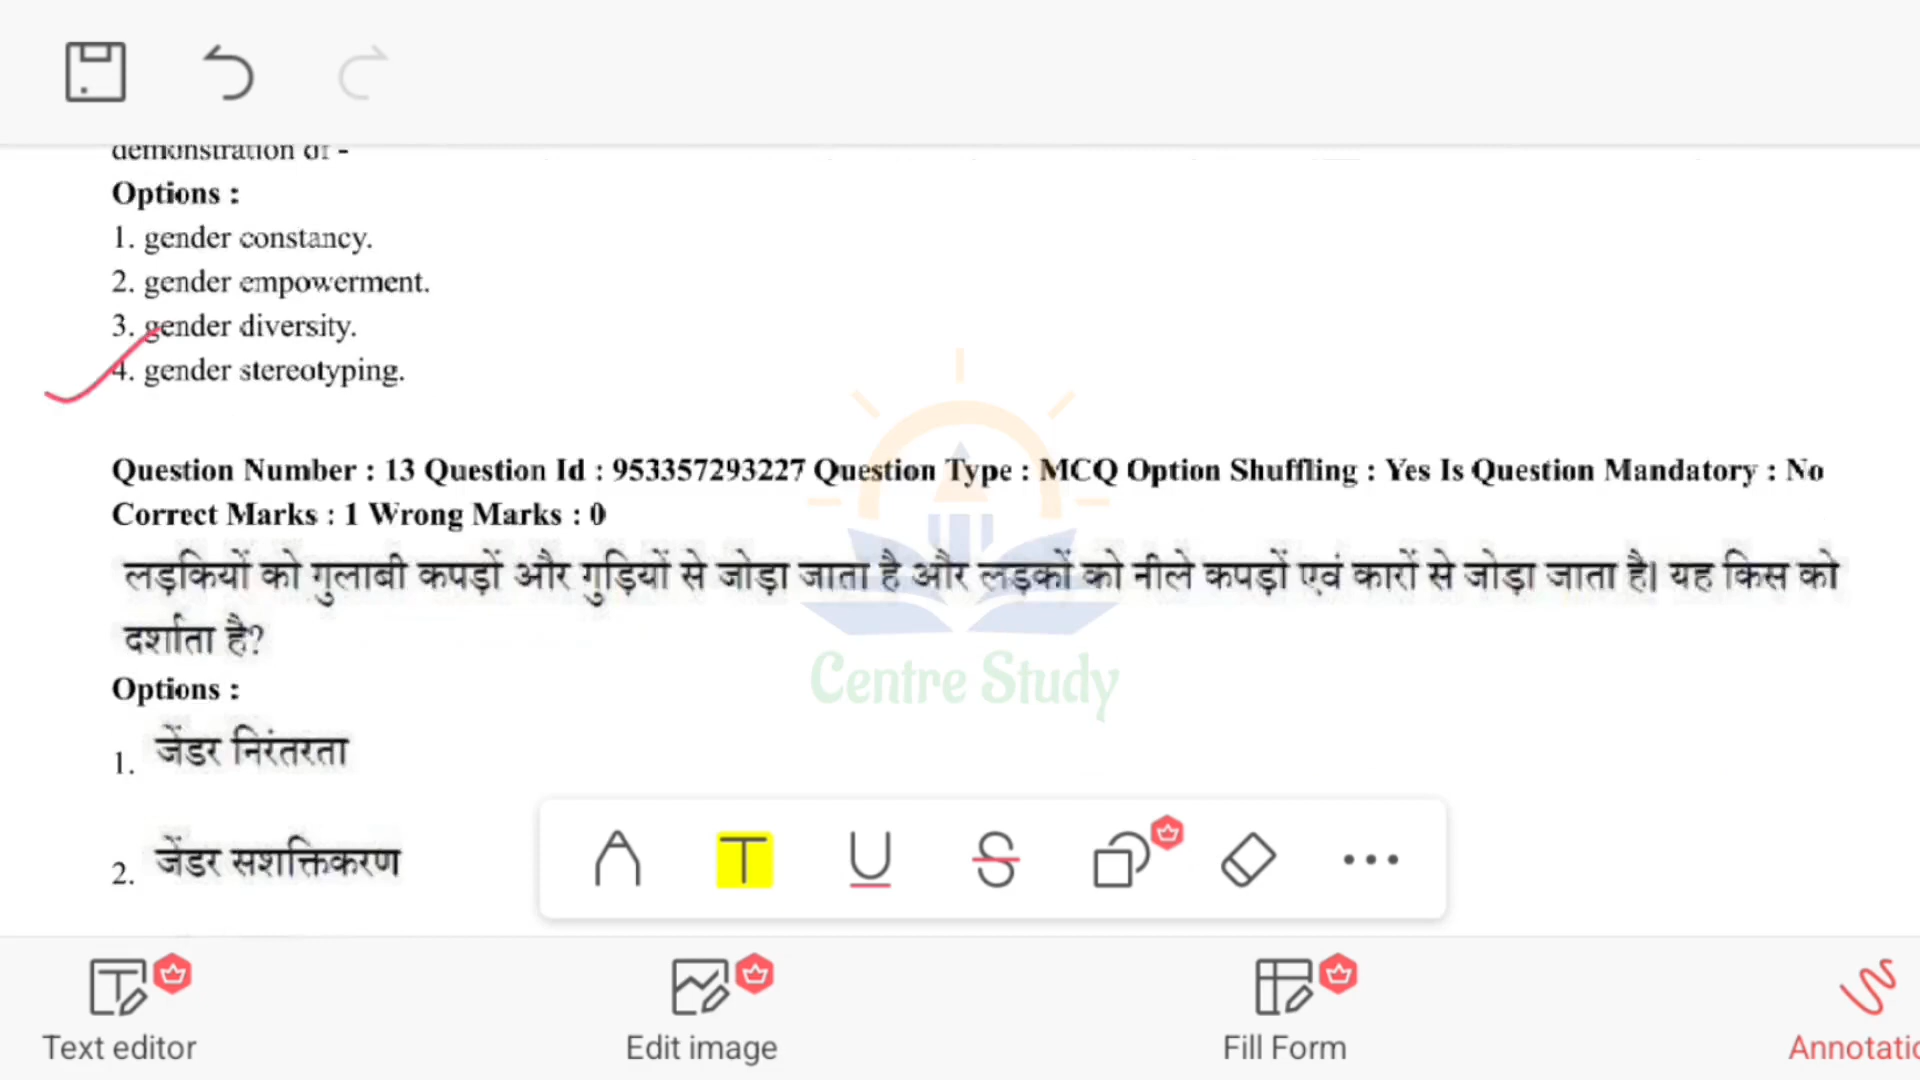 demonstration of -
Options :
1. gender constancy.
2. gender empowerment.
3. gender diversity.
4. gender stereotyping.
Question Number : 13 Question Id : 953357293227 Question Type : MCQ Option Shuffling : Yes Is Question Mandatory : No
Correct Marks : 1 Wrong Marks : 0
लड़कियों को गुलाबी कपड़ों और गुड़ियों से जोड़ा जाता है और लड़कों को नीले कपड़ों एवं कारों से जोड़ा जाता है। यह किस को
दर्शाता है?
Centre Study
Options :
1. जेंडर निरंतरता
2. जेंडर सशक्तिकरण
Text editor
Edit image
Fill Form
Annotatio